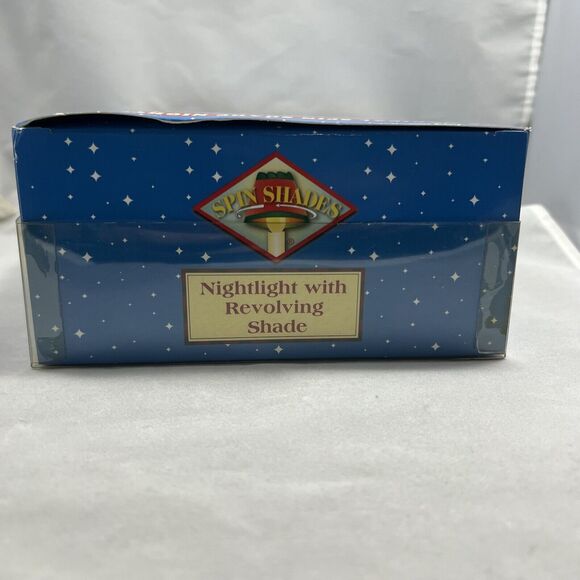 SPIN SHADES
®
Nightlight with
Revolving
Shade